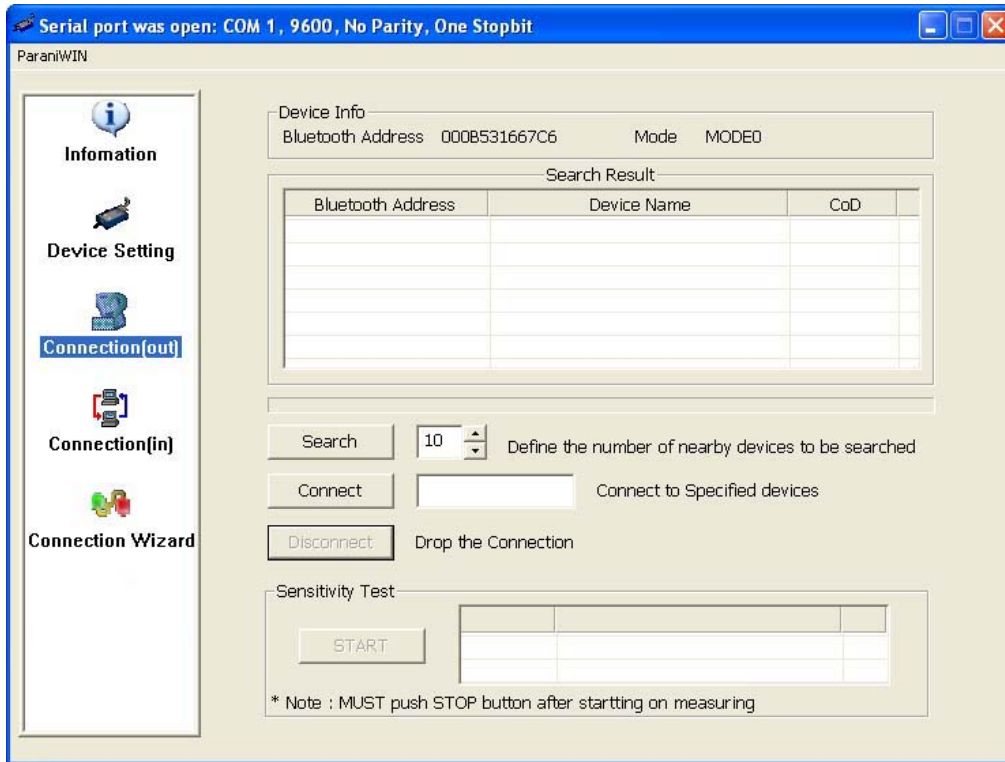 Serial port was open: COM 1, 9600, No Parity, One Stopbit
ParaniWIN
Infomation
Device Setting
Connection(out)
Connection(in)
Connection Wizard
Device Info
Bluetooth Address 000B531667C6 Mode MODE0
Search Result
Bluetooth Address Device Name CoD
Search 10 Define the number of nearby devices to be searched
Connect Connect to Specified devices
Disconnect Drop the Connection
Sensitivity Test
START
* Note : MUST push STOP button after startting on measuring